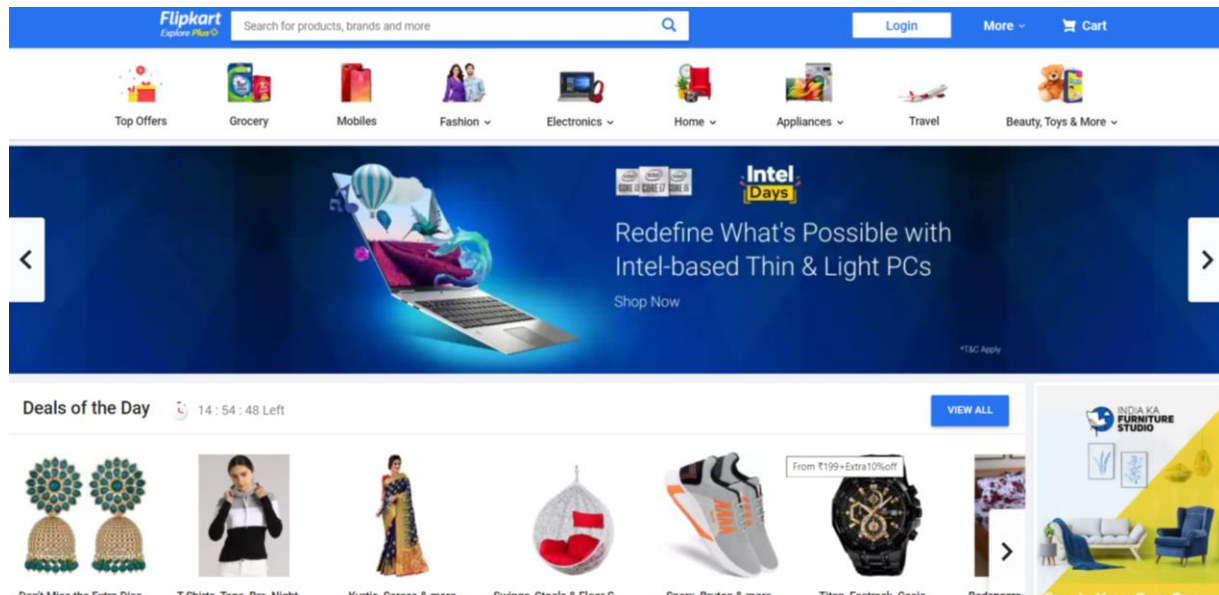 Flipkart
Explore Plus
Search for products, brands and more
Login
More
Cart
Top Offers
Grocery
Mobiles
Fashion
Electronics
Home
Appliances
Travel
Beauty, Toys & More
Intel
Days
CORE i7
Redefine What's Possible with
Intel-based Thin & Light PCs
Shop Now
*T&C Apply
Deals of the Day
14 : 54 : 48 Left
VIEW ALL
INDIA KA
FURNITURE
STUDIO
From ₹199+Extra10%off